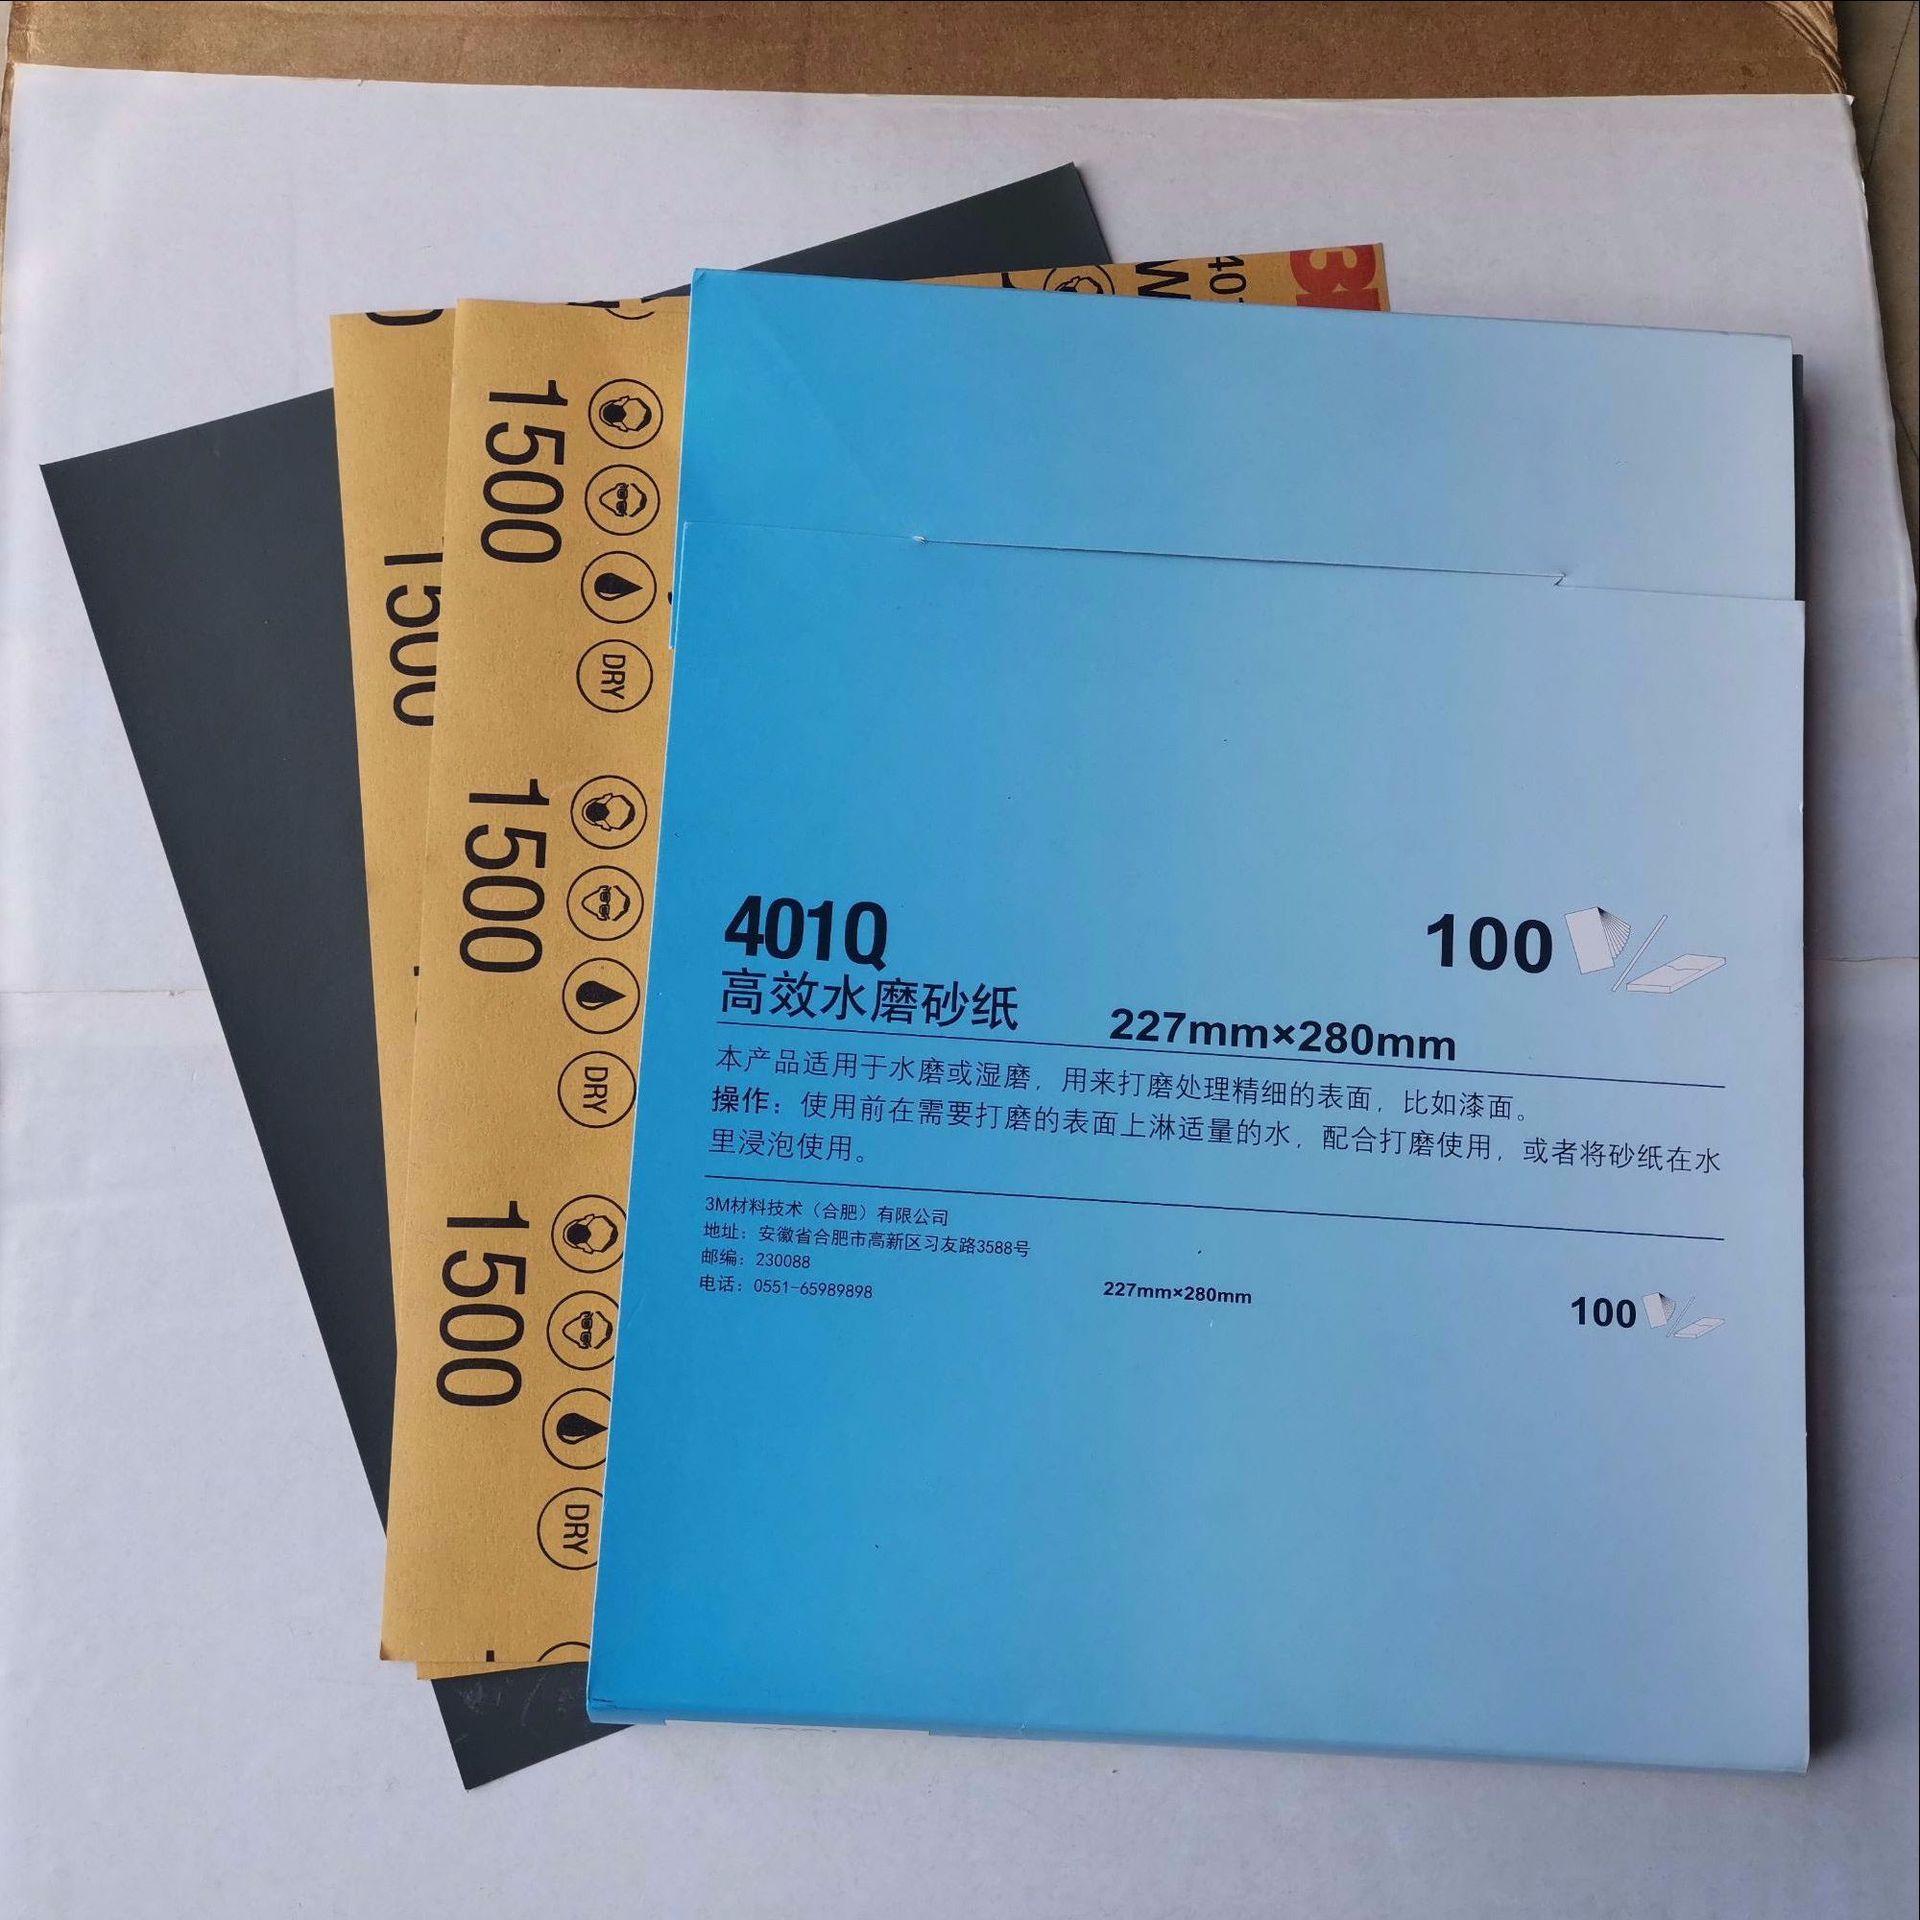 1500
DRY
1500
DRY
1500
DRY
401Q
高效水磨砂纸
227mm×280mm
100
本产品适用于水磨或湿磨，用来打磨处理精细的表面，比如漆面。
操作：使用前在需要打磨的表面上淋适量的水，配合打磨使用，或者将砂纸在水
里浸泡使用。
3M材料技术（合肥）有限公司
地址：安徽省合肥市高新区习友路3588号
邮编：230088
电话：0551-65989898
227mm×280mm
100
1500